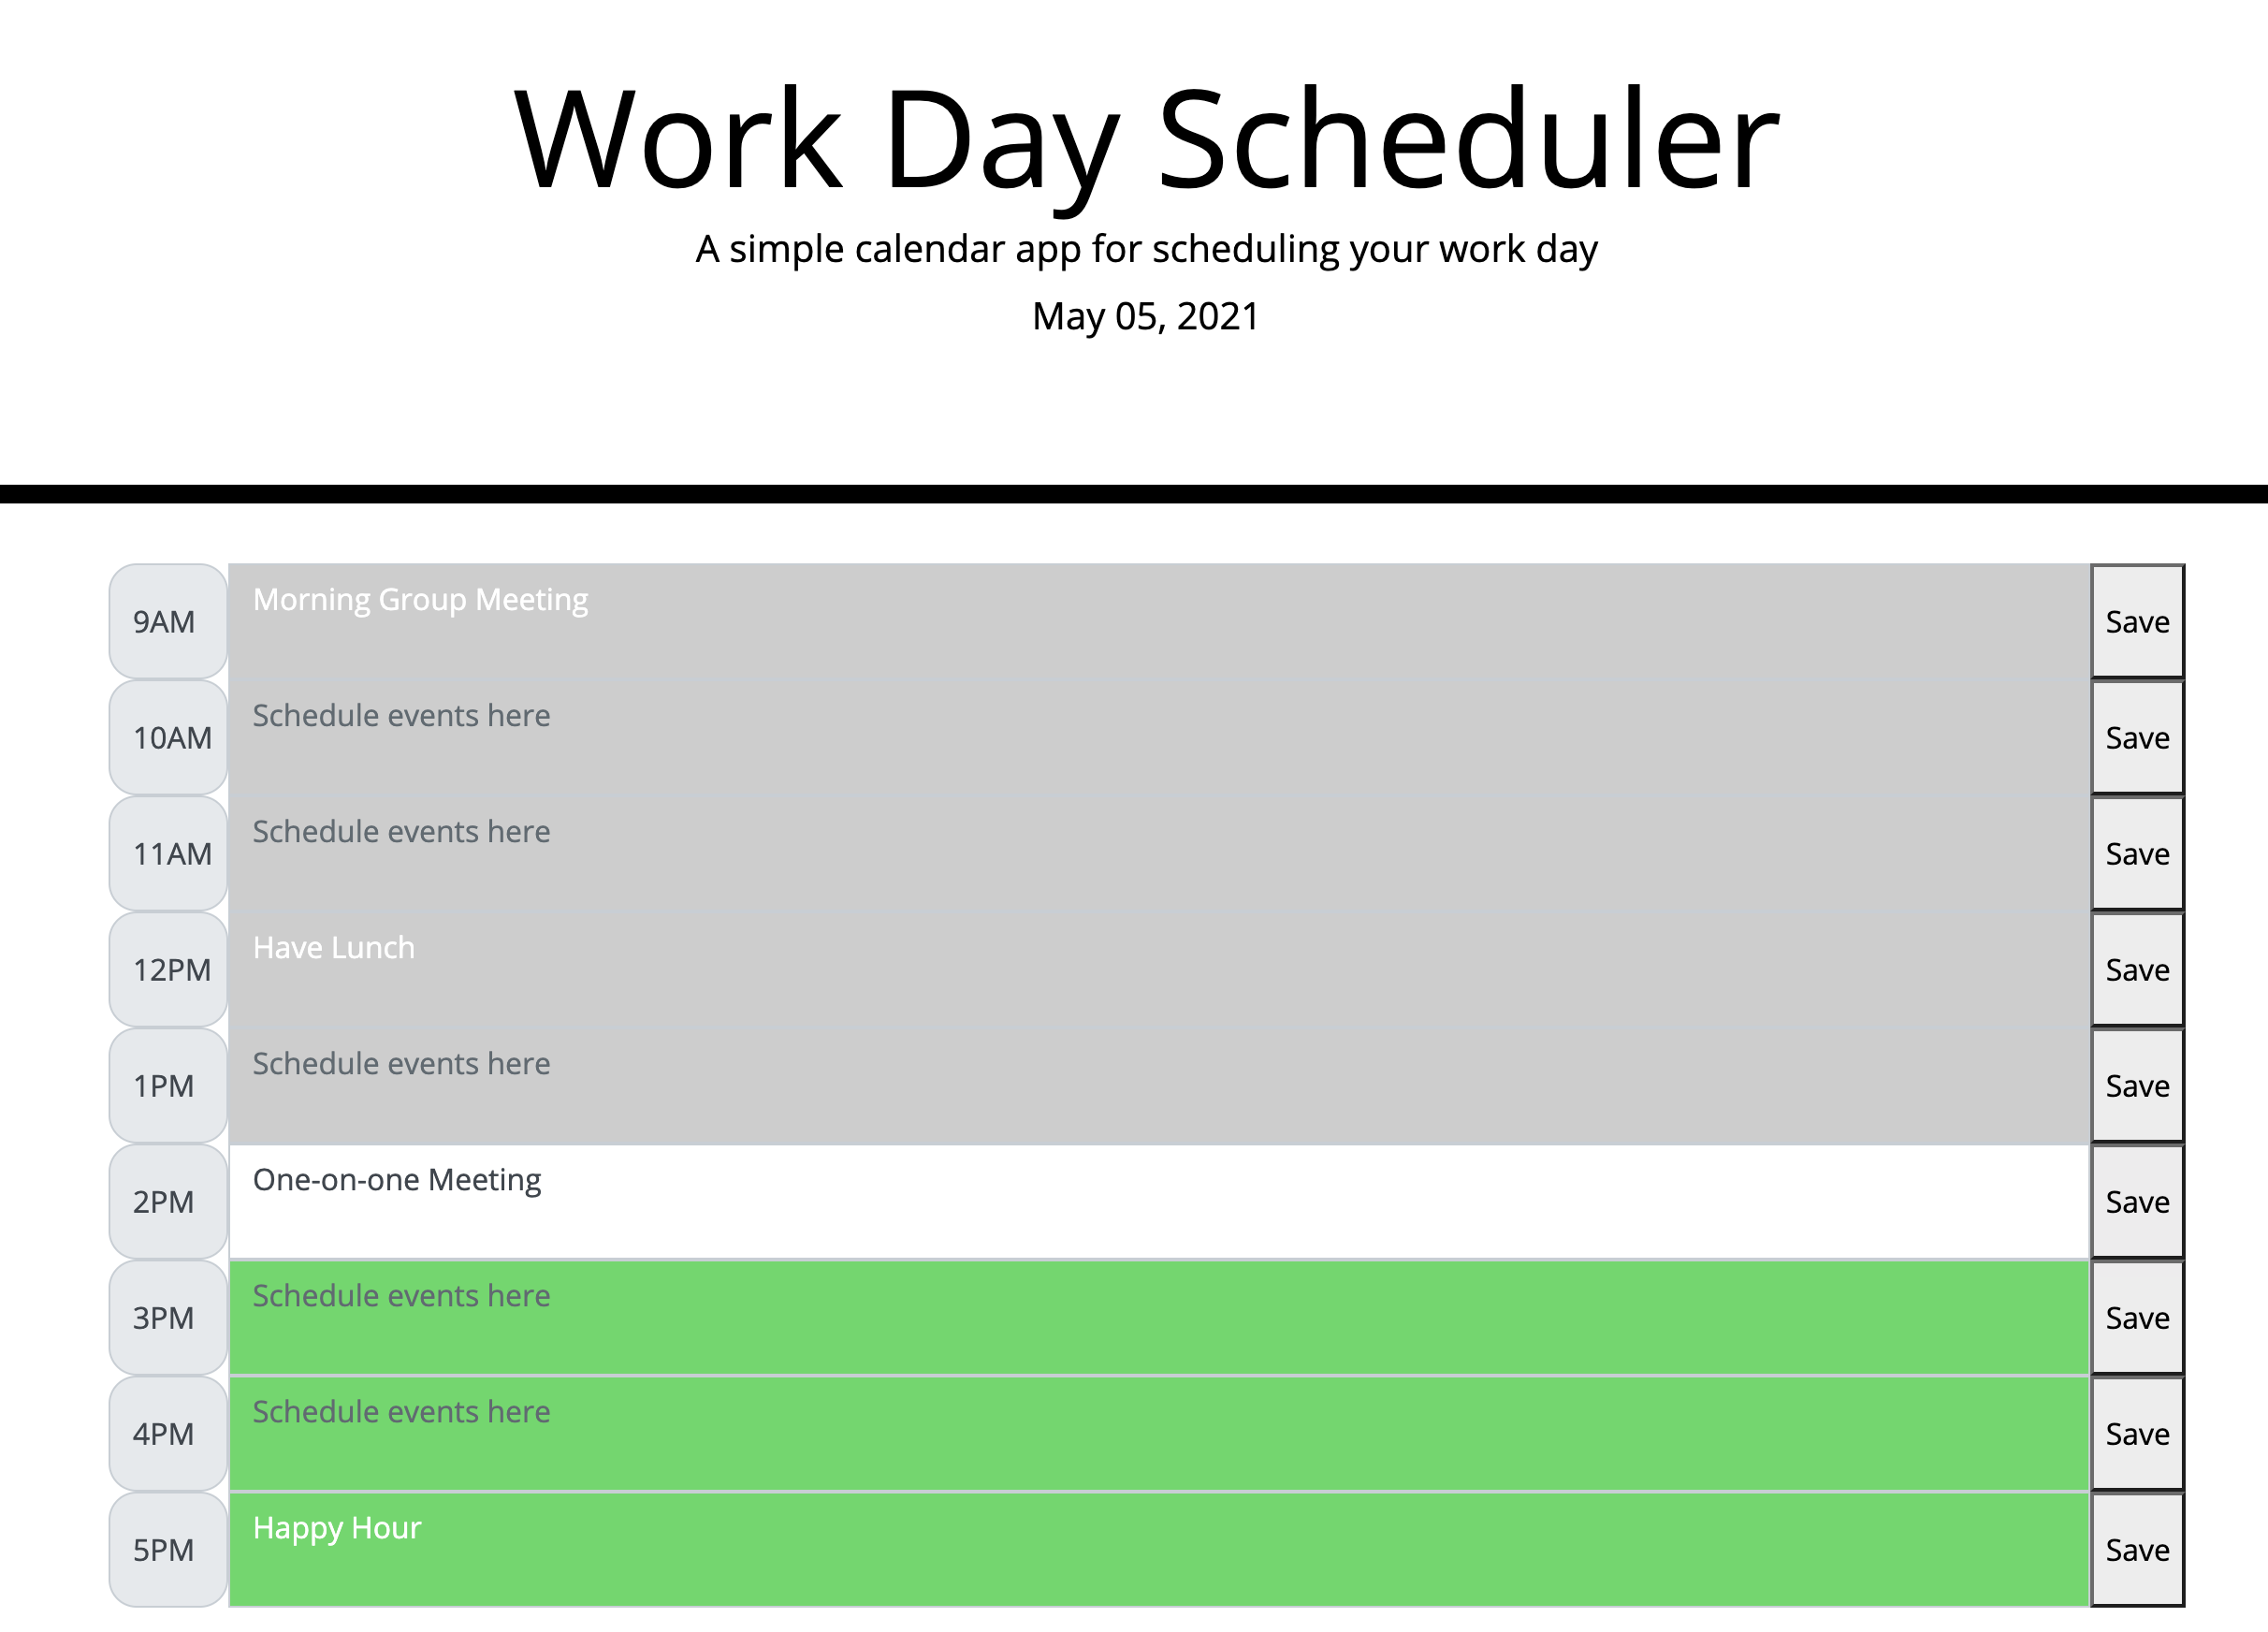 Work Day Scheduler
A simple calendar app for scheduling your work day
May 05, 2021
9AM Morning Group Meeting Save
10AM Schedule events here Save
11AM Schedule events here Save
12PM Have Lunch Save
1PM Schedule events here Save
2PM One-on-one Meeting Save
3PM Schedule events here Save
4PM Schedule events here Save
5PM Happy Hour Save